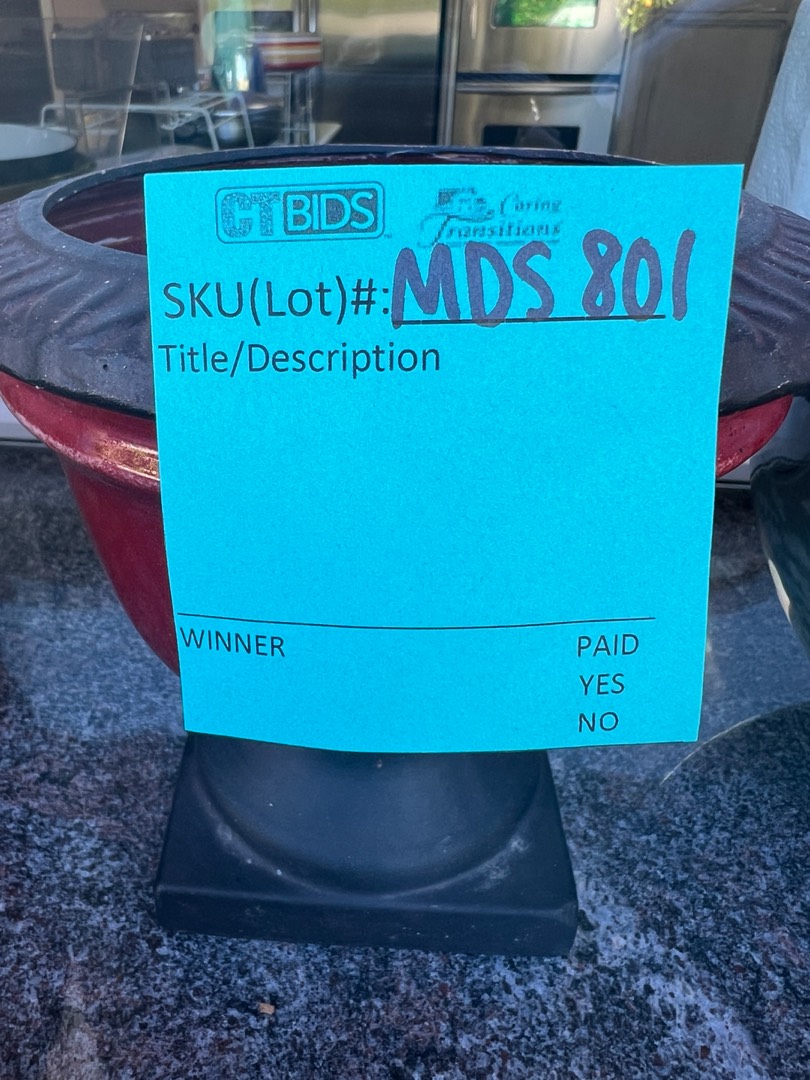 CTBIDS
Caring
Transitions
SKU(Lot)#: MDS 801
Title/Description
WINNER PAID
YES
NO